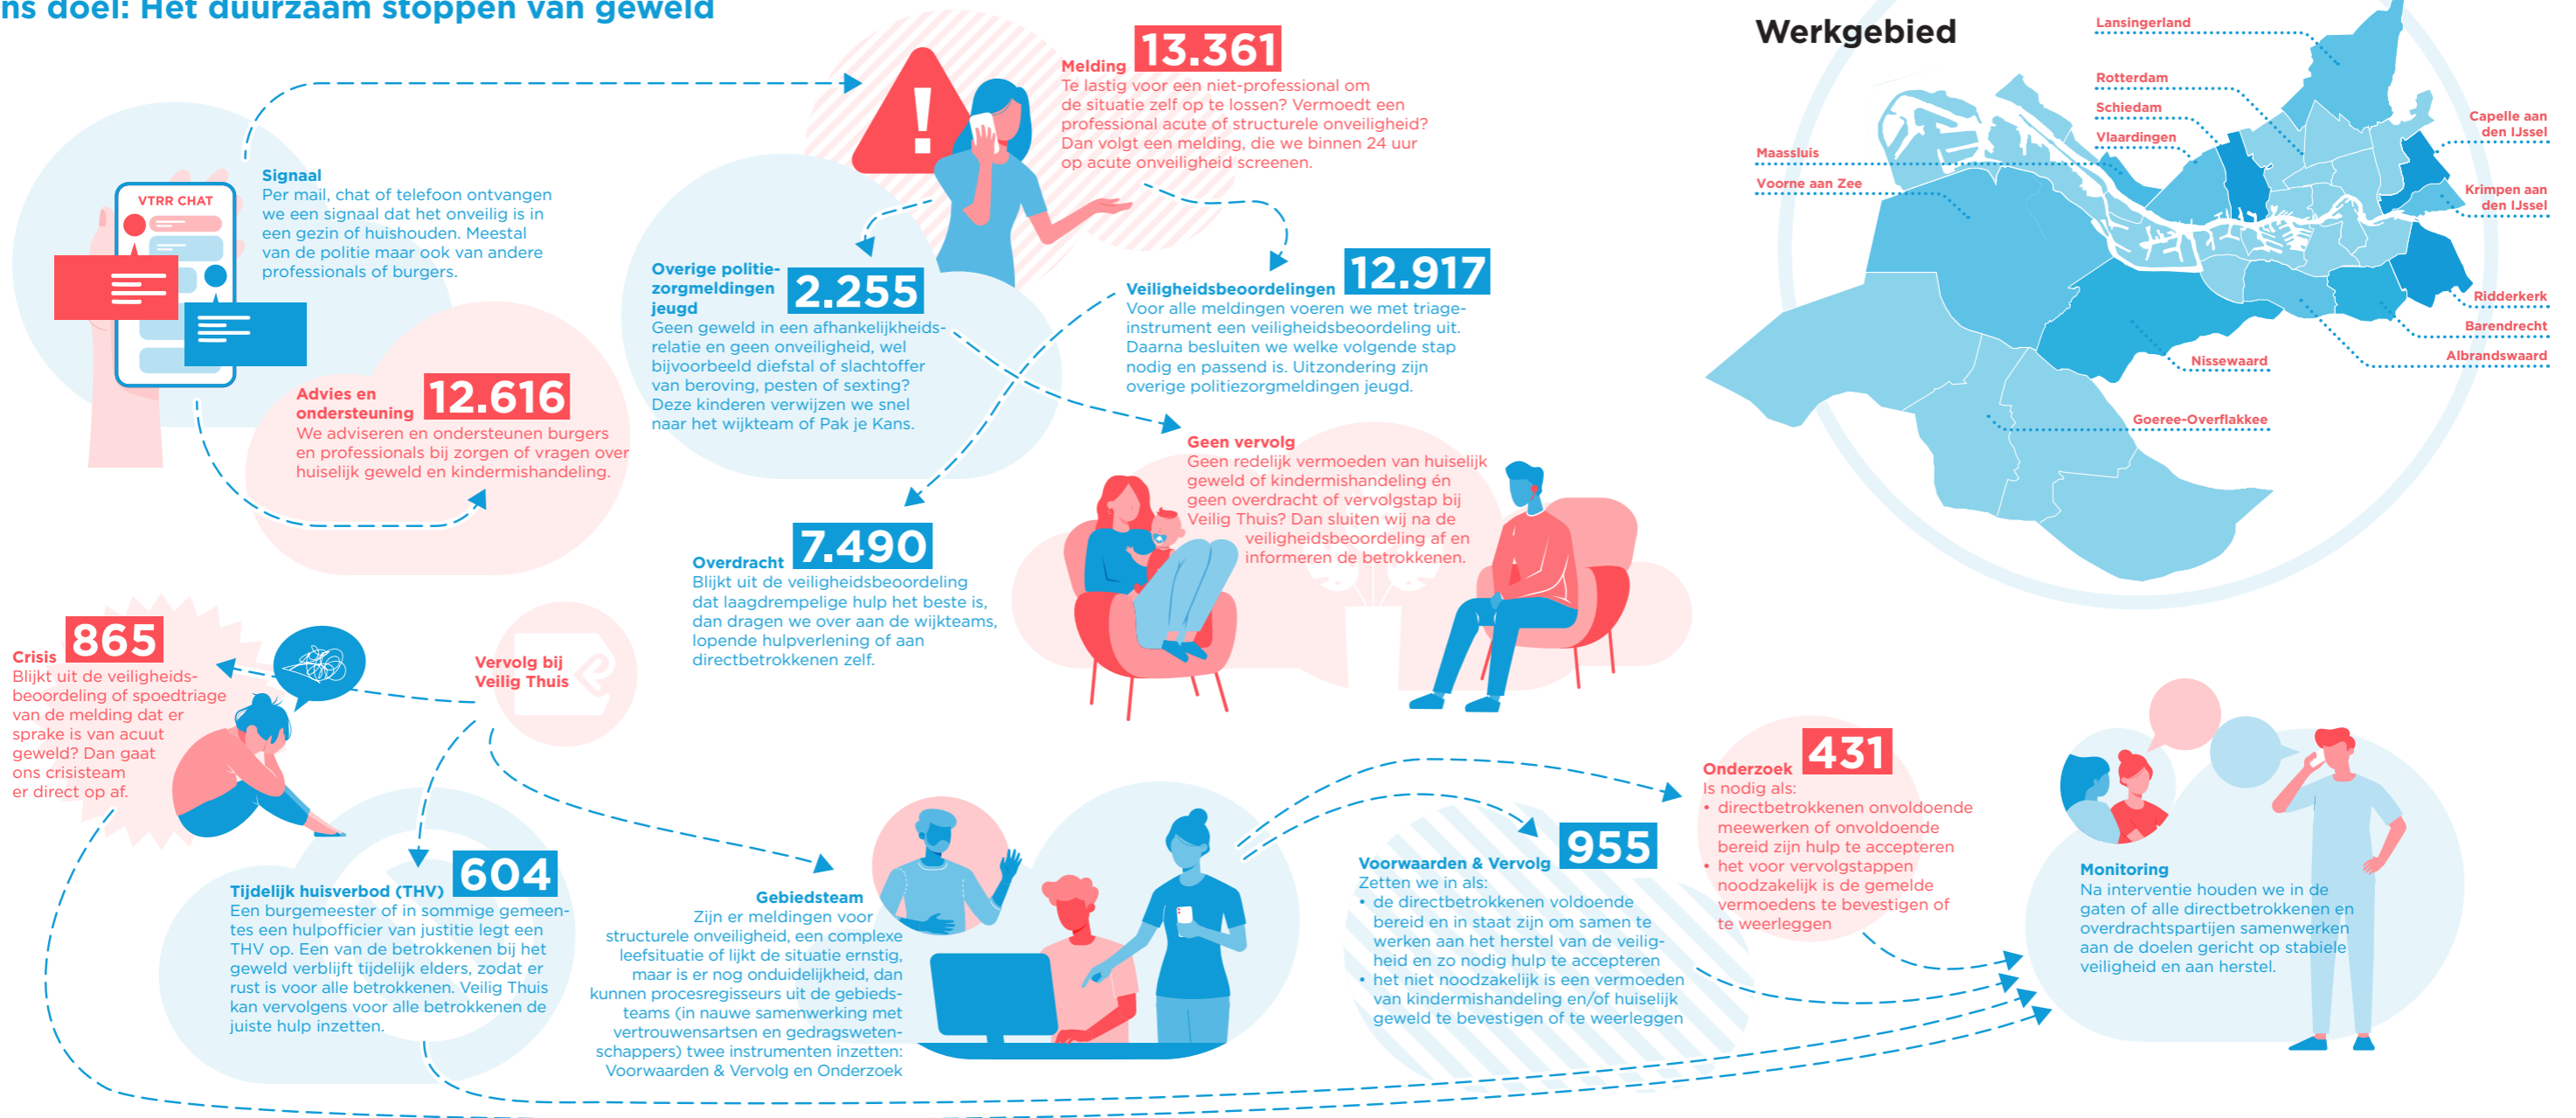 ns doel: Het duurzaam stoppen van geweld
Signaal
Per mail, chat of telefoon ontvangen
we een signaal dat het onveilig is in
een gezin of huishouden. Meestal
van de politie maar ook van andere
professionals of burgers.
VTRR CHAT
Advies en
ondersteuning
12.616
We adviseren en ondersteunen burgers
en professionals bij zorgen of vragen over
huiselijk geweld en kindermishandeling.
Melding
13.361
Te lastig voor een niet-professional om
de situatie zelf op te lossen? Vermoedt een
professional acute of structurele onveiligheid?
Dan volgt een melding, die we binnen 24 uur
op acute onveiligheid screenen.
!
Overige politie-
zorgmeldingen
jeugd
2.255
Geen geweld in een afhankelijkheids-
relatie en geen onveiligheid, wel
bijvoorbeeld diefstal of slachtoffer
van beroving, pesten of sexting?
Deze kinderen verwijzen we snel
naar het wijkteam of Pak je Kans.
Veiligheidsbeoordelingen
12.917
Voor alle meldingen voeren we met triage-
instrument een veiligheidsbeoordeling uit.
Daarna besluiten we welke volgende stap
nodig en passend is. Uitzondering zijn
overige politiezorgmeldingen jeugd.
Geen vervolg
Geen redelijk vermoeden van huiselijk
geweld of kindermishandeling én
geen overdracht of vervolgstap bij
Veilig Thuis? Dan sluiten wij na de
veiligheidsbeoordeling af en
informeren de betrokkenen.
Overdracht
7.490
Blijkt uit de veiligheidsbeoordeling
dat laagdrempelige hulp het beste is,
dan dragen we over aan de wijkteams,
lopende hulpverlening of aan
directbetrokkenen zelf.
Vervolg bij
Veilig Thuis
Crisis
865
Blijkt uit de veiligheids-
beoordeling of spoedtriage
van de melding dat er
sprake is van acuut
geweld? Dan gaat
ons crisisteam
er direct op af.
Tijdelijk huisverbod (THV)
604
Een burgemeester of in sommige gemeen-
tes een hulpofficier van justitie legt een
THV op. Een van de betrokkenen bij het
geweld verblijft tijdelijk elders, zodat er
rust is voor alle betrokkenen. Veilig Thuis
kan vervolgens voor alle betrokkenen de
juiste hulp inzetten.
Gebiedsteam
Zijn er meldingen voor
structurele onveiligheid, een complexe
leefsituatie of lijkt de situatie ernstig,
maar is er nog onduidelijkheid, dan
kunnen procesregisseurs uit de gebieds-
teams (in nauwe samenwerking met
vertrouwensartsen en gedragsweten-
schappers) twee instrumenten inzetten:
Voorwaarden & Vervolg en Onderzoek
Voorwaarden & Vervolg
955
Zetten we in als:
• de directbetrokkenen voldoende
bereid en in staat zijn om samen te
werken aan het herstel van de veilig-
heid en zo nodig hulp te accepteren
• het niet noodzakelijk is een vermoeden
van kindermishandeling en/of huiselijk
geweld te bevestigen of te weerleggen
Onderzoek
431
Is nodig als:
• directbetrokkenen onvoldoende
meewerken of onvoldoende
bereid zijn hulp te accepteren
• het voor vervolgstappen
noodzakelijk is de gemelde
vermoedens te bevestigen of
te weerleggen
Monitoring
Na interventie houden we in de
gaten of alle directbetrokkenen en
overdrachtspartijen samenwerken
aan de doelen gericht op stabiele
veiligheid en aan herstel.
Werkgebied
Lansingerland
Rotterdam
Schiedam
Vlaardingen
Maassluis
Voorne aan Zee
Capelle aan
den IJssel
Krimpen aan
den IJssel
Ridderkerk
Barendrecht
Albrandswaard
Nissewaard
Goeree-Overflakkee